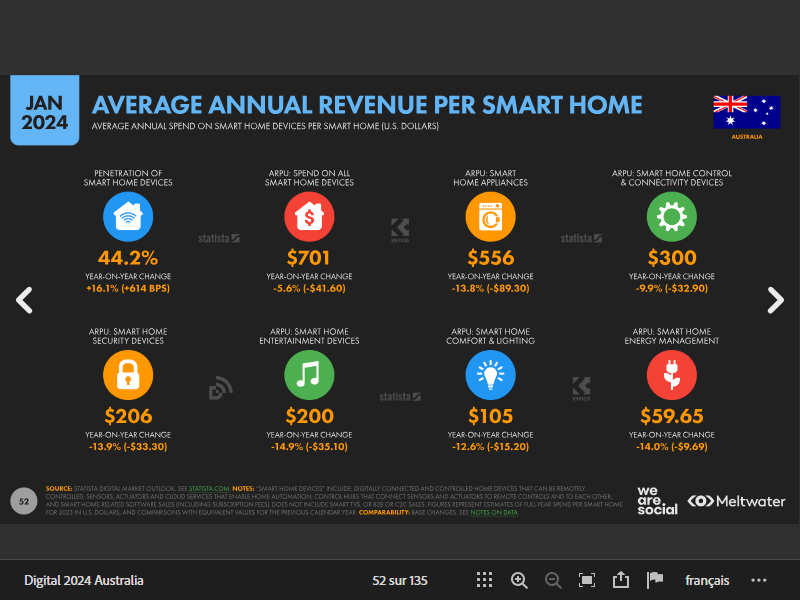 JAN
2024
AVERAGE ANNUAL REVENUE PER SMART HOME
AVERAGE ANNUAL SPEND ON SMART HOME DEVICES PER SMART HOME (U.S. DOLLARS)
AUSTRALIA
PENETRATION OF
SMART HOME DEVICES
44.2%
YEAR-ON-YEAR CHANGE
+16.1% (+614 BPS)
ARPU: SPEND ON ALL
SMART HOME DEVICES
$
$701
YEAR-ON-YEAR CHANGE
-5.6% (-$41.60)
ARPU: SMART
HOME APPLIANCES
$556
YEAR-ON-YEAR CHANGE
-13.8% (-$89.30)
ARPU: SMART HOME CONTROL
& CONNECTIVITY DEVICES
$300
YEAR-ON-YEAR CHANGE
-9.9% (-$32.90)
statista
KEPIOS
statista
ARPU: SMART HOME
SECURITY DEVICES
$206
YEAR-ON-YEAR CHANGE
-13.9% (-$33.30)
ARPU: SMART HOME
ENTERTAINMENT DEVICES
$200
YEAR-ON-YEAR CHANGE
-14.9% (-$35.10)
ARPU: SMART HOME
COMFORT & LIGHTING
$105
YEAR-ON-YEAR CHANGE
-12.6% (-$15.20)
ARPU: SMART HOME
ENERGY MANAGEMENT
$59.65
YEAR-ON-YEAR CHANGE
-14.0% (-$9.69)
statista
KEPIOS
52
SOURCE: STATISTA DIGITAL MARKET OUTLOOK. SEE STATISTA.COM. NOTES: "SMART HOME DEVICES" INCLUDE: DIGITALLY CONNECTED AND CONTROLLED HOME DEVICES THAT CAN BE REMOTELY
CONTROLLED; SENSORS, ACTUATORS AND CLOUD SERVICES THAT ENABLE HOME AUTOMATION; CONTROL HUBS THAT CONNECT SENSORS AND ACTUATORS TO REMOTE CONTROLS AND TO EACH OTHER;
AND SMART HOME RELATED SOFTWARE SALES (INCLUDING SUBSCRIPTION FEES). DOES NOT INCLUDE SMART TVS, OR B2B OR C2C SALES. FIGURES REPRESENT ESTIMATES OF FULL-YEAR SPEND PER SMART HOME
FOR 2023 IN U.S. DOLLARS, AND COMPARISONS WITH EQUIVALENT VALUES FOR THE PREVIOUS CALENDAR YEAR. COMPARABILITY: BASE CHANGES. SEE NOTES ON DATA.
we
are.
social
Meltwater
Digital 2024 Australia
52 sur 135
français